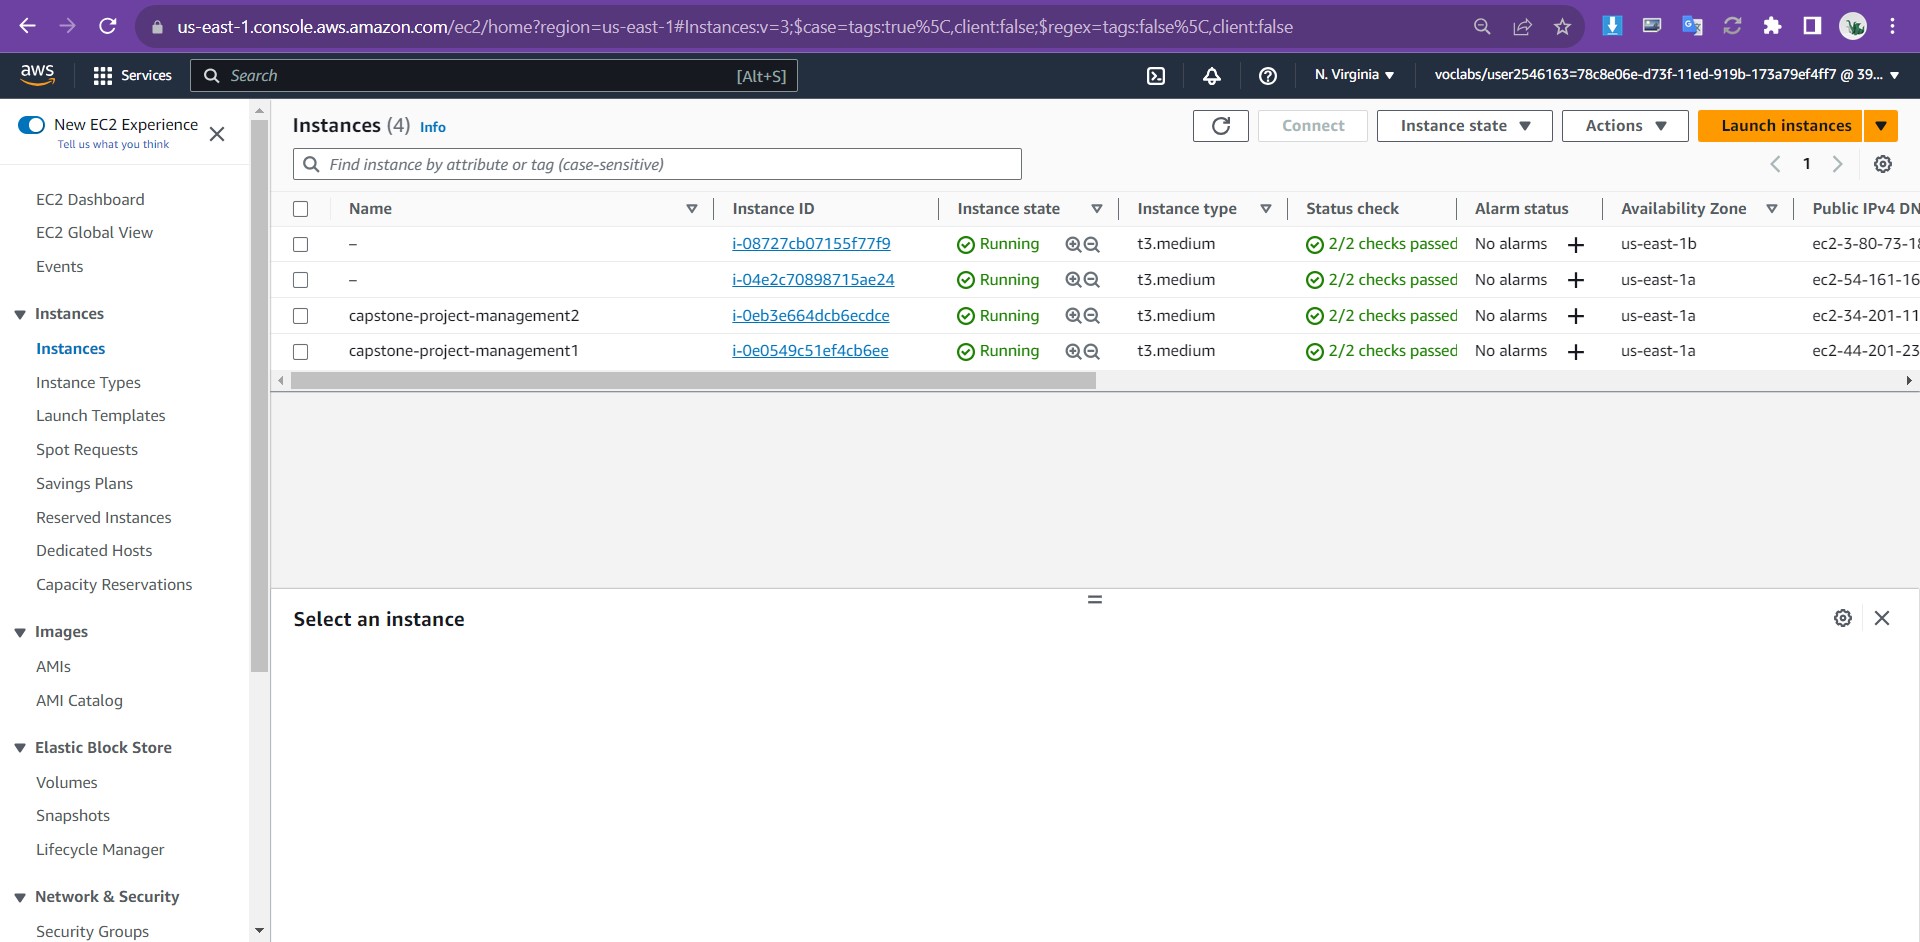 us-east-1.console.aws.amazon.com/ec2/home?region=us-east-1#Instances:v=3;$case=tags:true%5C,client:false;$regex=tags:false%5C,client:false
aws Services Search [Alt+S] N. Virginia voclabs/user2546163=78c8e06e-d73f-11ed-919b-173a79ef4ff7 @ 39...
New EC2 Experience
Tell us what you think
EC2 Dashboard
EC2 Global View
Events
Instances
Instances
Instance Types
Launch Templates
Spot Requests
Savings Plans
Reserved Instances
Dedicated Hosts
Capacity Reservations
Images
AMIs
AMI Catalog
Elastic Block Store
Volumes
Snapshots
Lifecycle Manager
Network & Security
Security Groups
Instances (4) Info Connect Instance state Actions Launch instances
Find instance by attribute or tag (case-sensitive) 1
Name Instance ID Instance state Instance type Status check Alarm status Availability Zone Public IPv4 DN
– i-08727cb07155f77f9 Running t3.medium 2/2 checks passed No alarms + us-east-1b ec2-3-80-73-18
– i-04e2c70898715ae24 Running t3.medium 2/2 checks passed No alarms + us-east-1a ec2-54-161-16
capstone-project-management2 i-0eb3e664dcb6ecdce Running t3.medium 2/2 checks passed No alarms + us-east-1a ec2-34-201-11
capstone-project-management1 i-0e0549c51ef4cb6ee Running t3.medium 2/2 checks passed No alarms + us-east-1a ec2-44-201-23
Select an instance